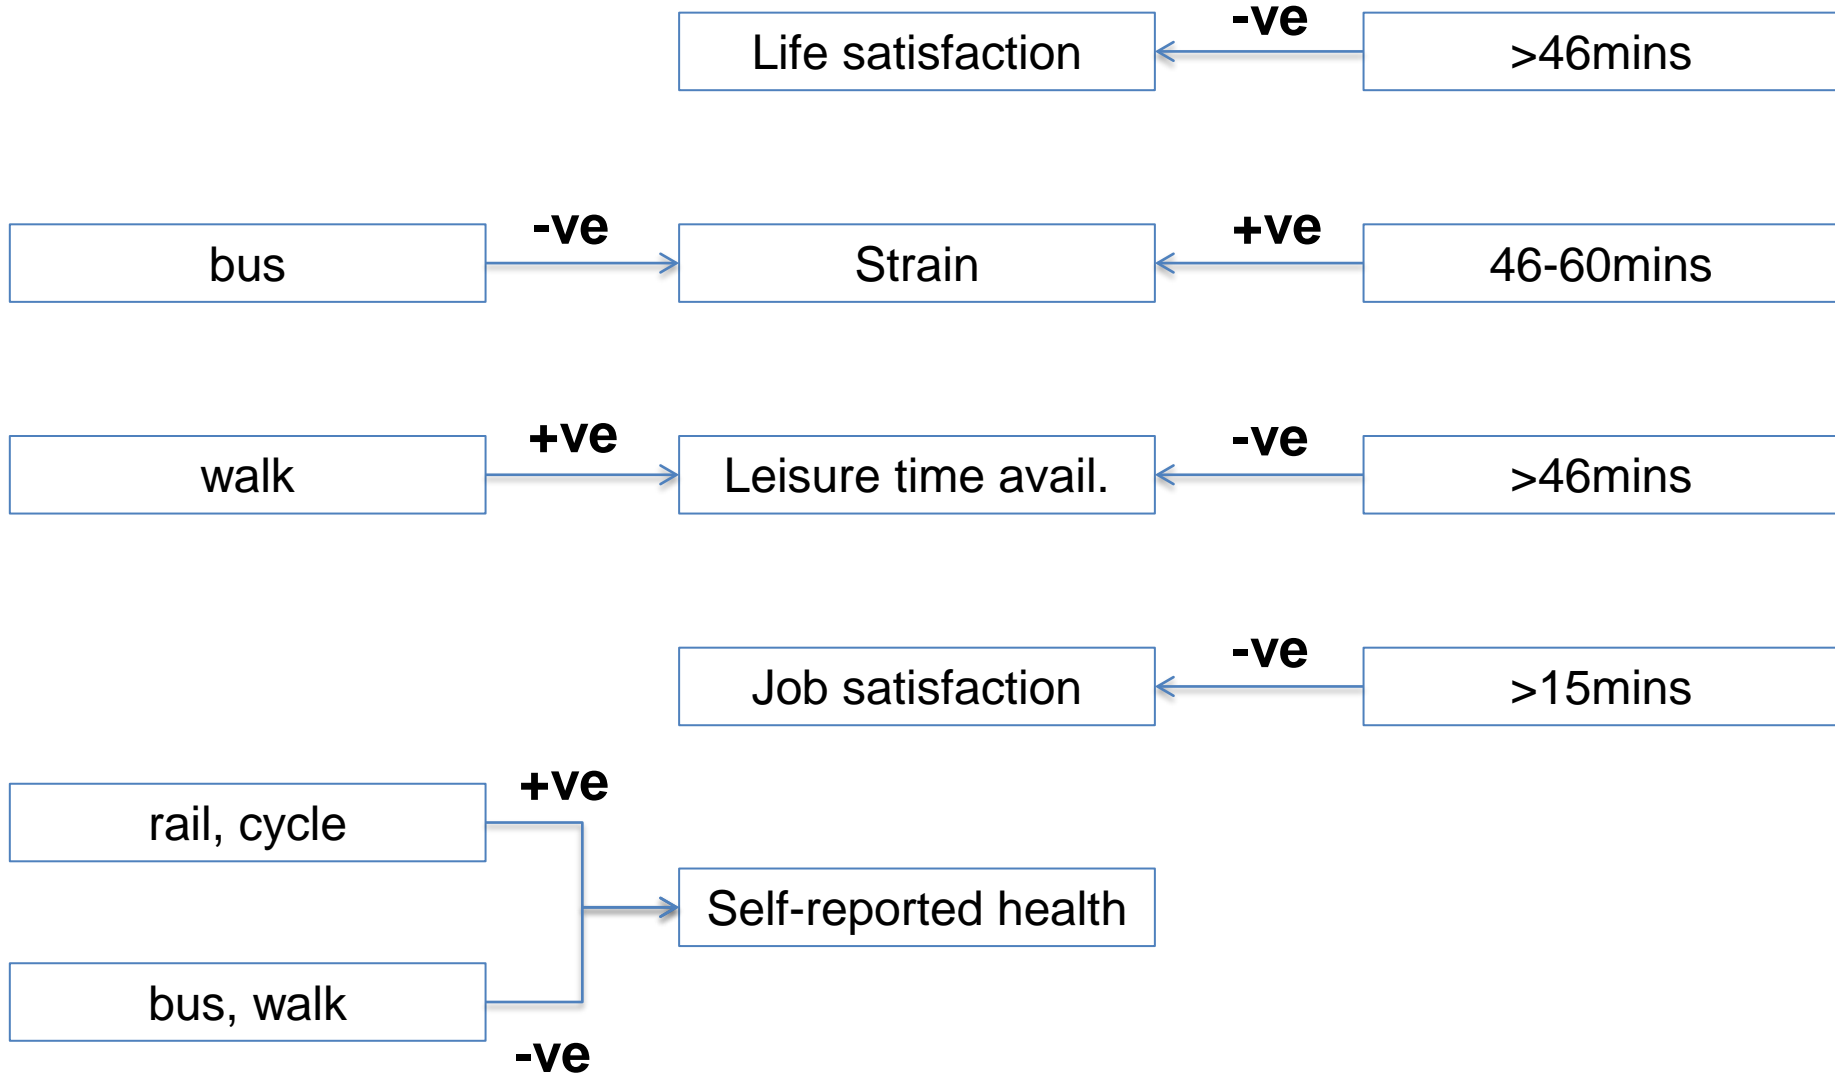 Life satisfaction
-ve
>46mins
bus
-ve
Strain
+ve
46-60mins
walk
+ve
Leisure time avail.
-ve
>46mins
Job satisfaction
-ve
>15mins
rail, cycle
+ve
Self-reported health
bus, walk
-ve